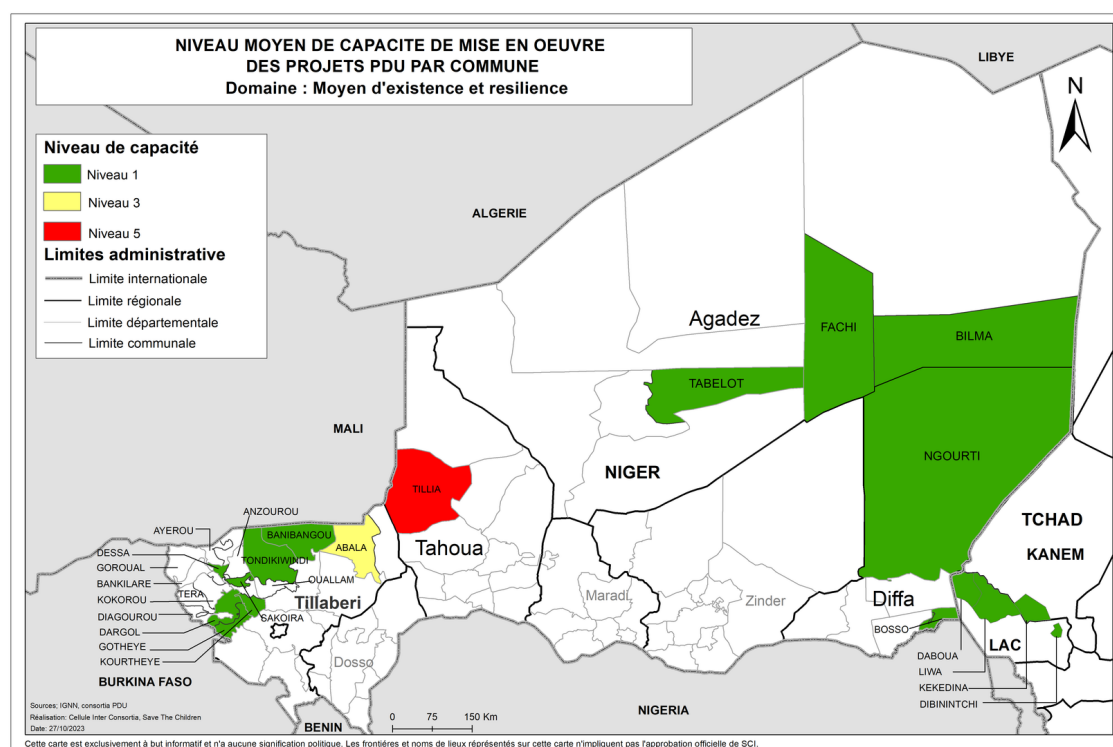 NIVEAU MOYEN DE CAPACITE DE MISE EN OEUVRE
DES PROJETS PDU PAR COMMUNE
Domaine : Moyen d'existence et resilience
LIBYE
N
Niveau de capacité
Niveau 1
Niveau 3
Niveau 5
Limites administrative
Limite internationale
Limite régionale
Limite départementale
Limite communale
ALGERIE
Agadez
FACHI
BILMA
TABELOT
MALI
NGOURTI
NIGER
TILLIA
ANZOUROU
AYEROU
BANIBANGOU
TCHAD
DESSA
ABALA
Tahoua
KANEM
GOROUAL
TONDIKIWINDI
BANKILARE
OUALLAM
TERA
KOKOROU
Tillaberi
Maradi
Zinder
Diffa
DIAGOUROU
SAKOIRA
BOSSO
DARGOL
LAC
GOTHEYE
DABOUA
KOURTHEYE
Dosso
LIWA
BURKINA FASO
KEKEDINA
DIBININTCHI
Sources; IGNN, consortia PDU
Réalisation: Cellule Inter Consortia, Save The Children
Date: 27/10/2023
NIGERIA
BENIN
0 75 150 Km
Cette carte est exclusivement à but informatif et n'a aucune signification politique. Les frontières et noms de lieux réprésentés sur cette carte n'impliquent pas l'approbation officielle de SCI.